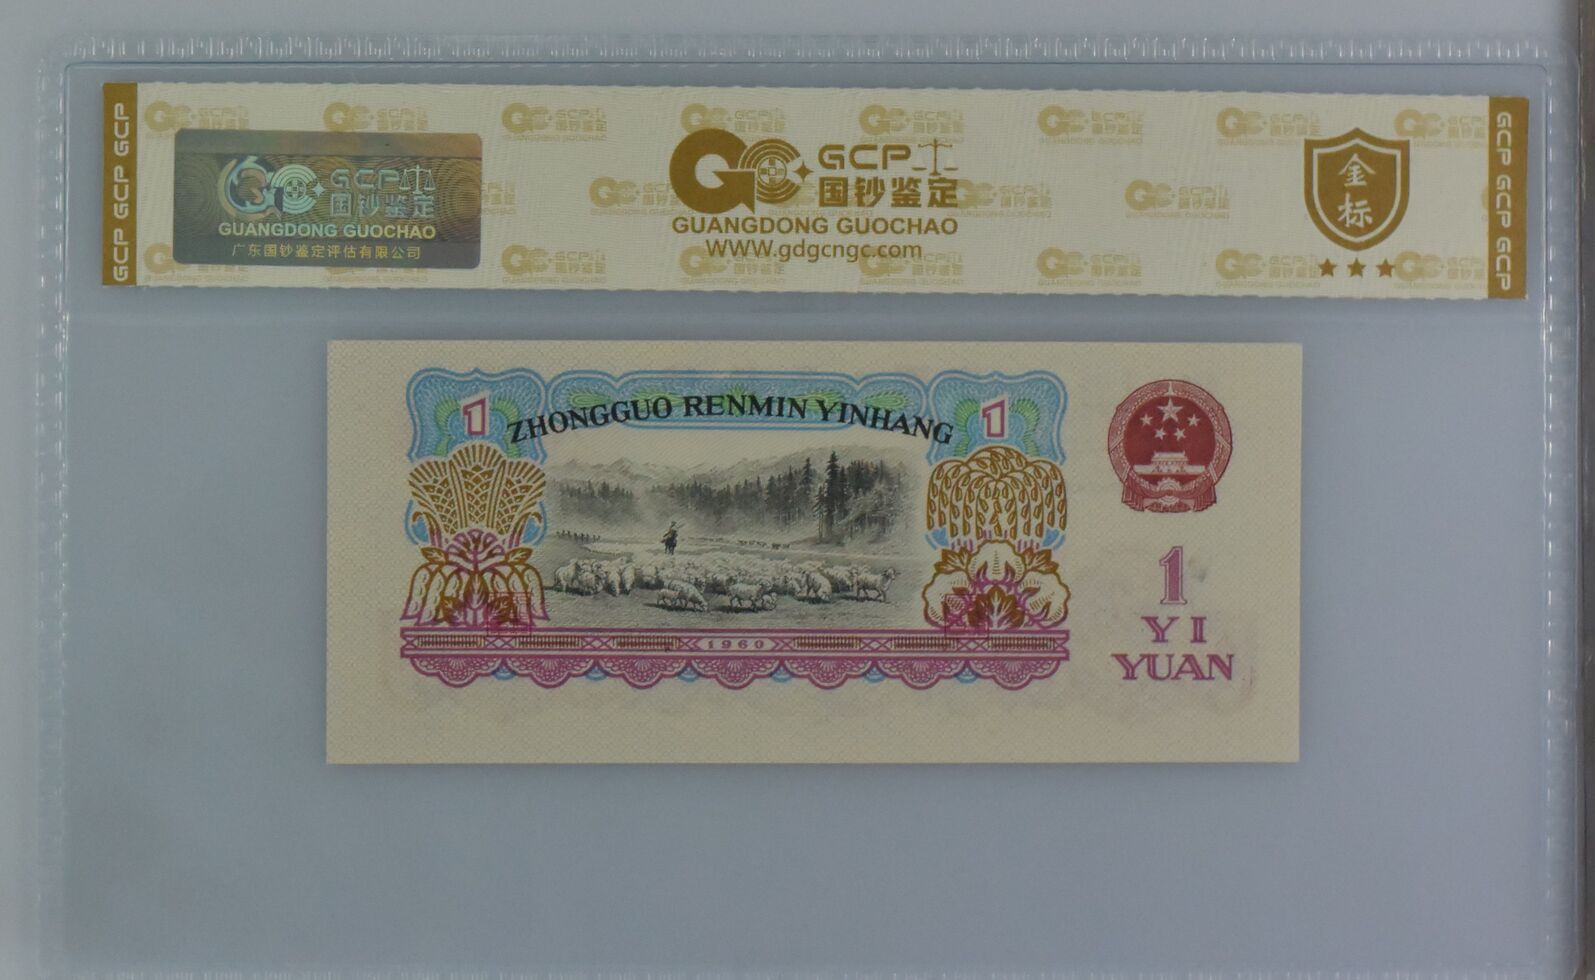 GCP GCP GCP
GCP
国钞鉴定
GUANGDONG GUOCHAO
广东国钞鉴定评估有限公司
GCP
国钞鉴定
GUANGDONG GUOCHAO
WWW.gdgcngc.com
金
标
GCP GCP GCP
1
ZHONGGUO RENMIN YINHANG
1
1960
1
YI
YUAN